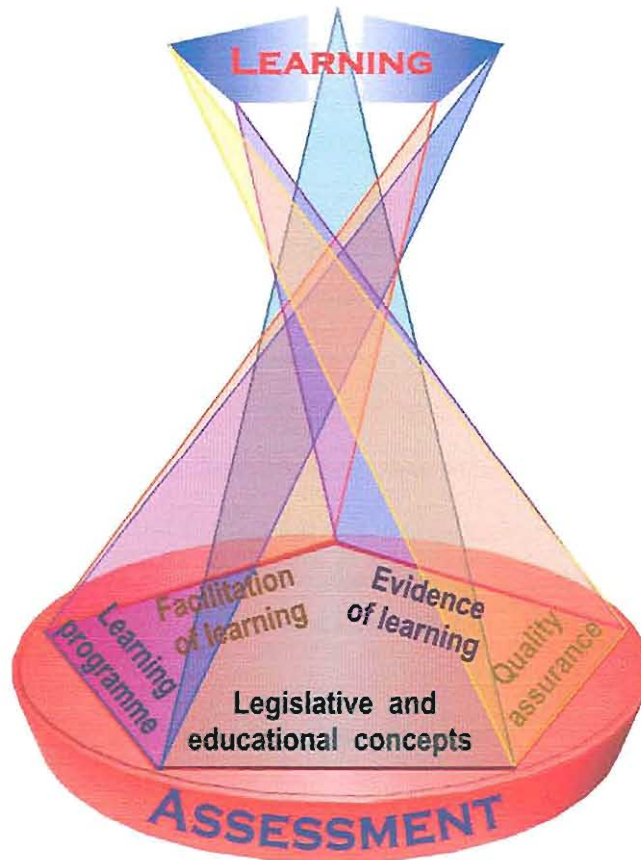 LEARNING
Facilitation
of learning
Evidence
of learning
Learning
programme
Quality
assurance
Legislative and
educational concepts
ASSESSMENT